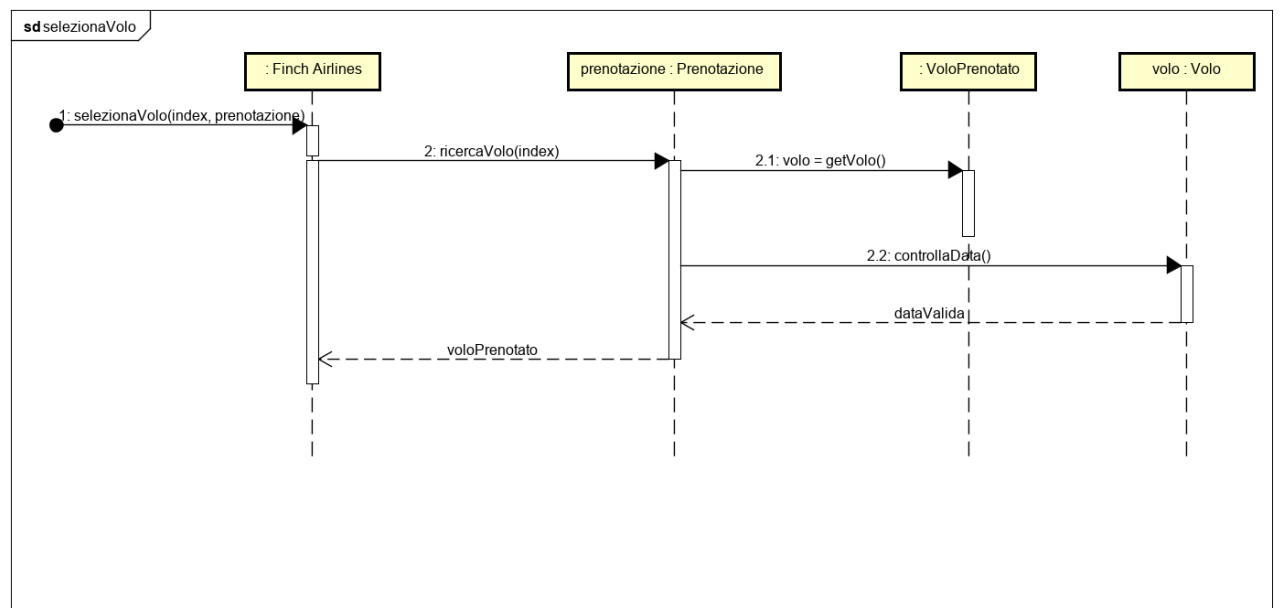 sd selezionaVolo
: Finch Airlines
prenotazione : Prenotazione
: VoloPrenotato
volo : Volo
1: selezionaVolo(index, prenotazione)
2: ricercaVolo(index)
2.1: volo = getVolo()
2.2: controllaData()
dataValida
voloPrenotato